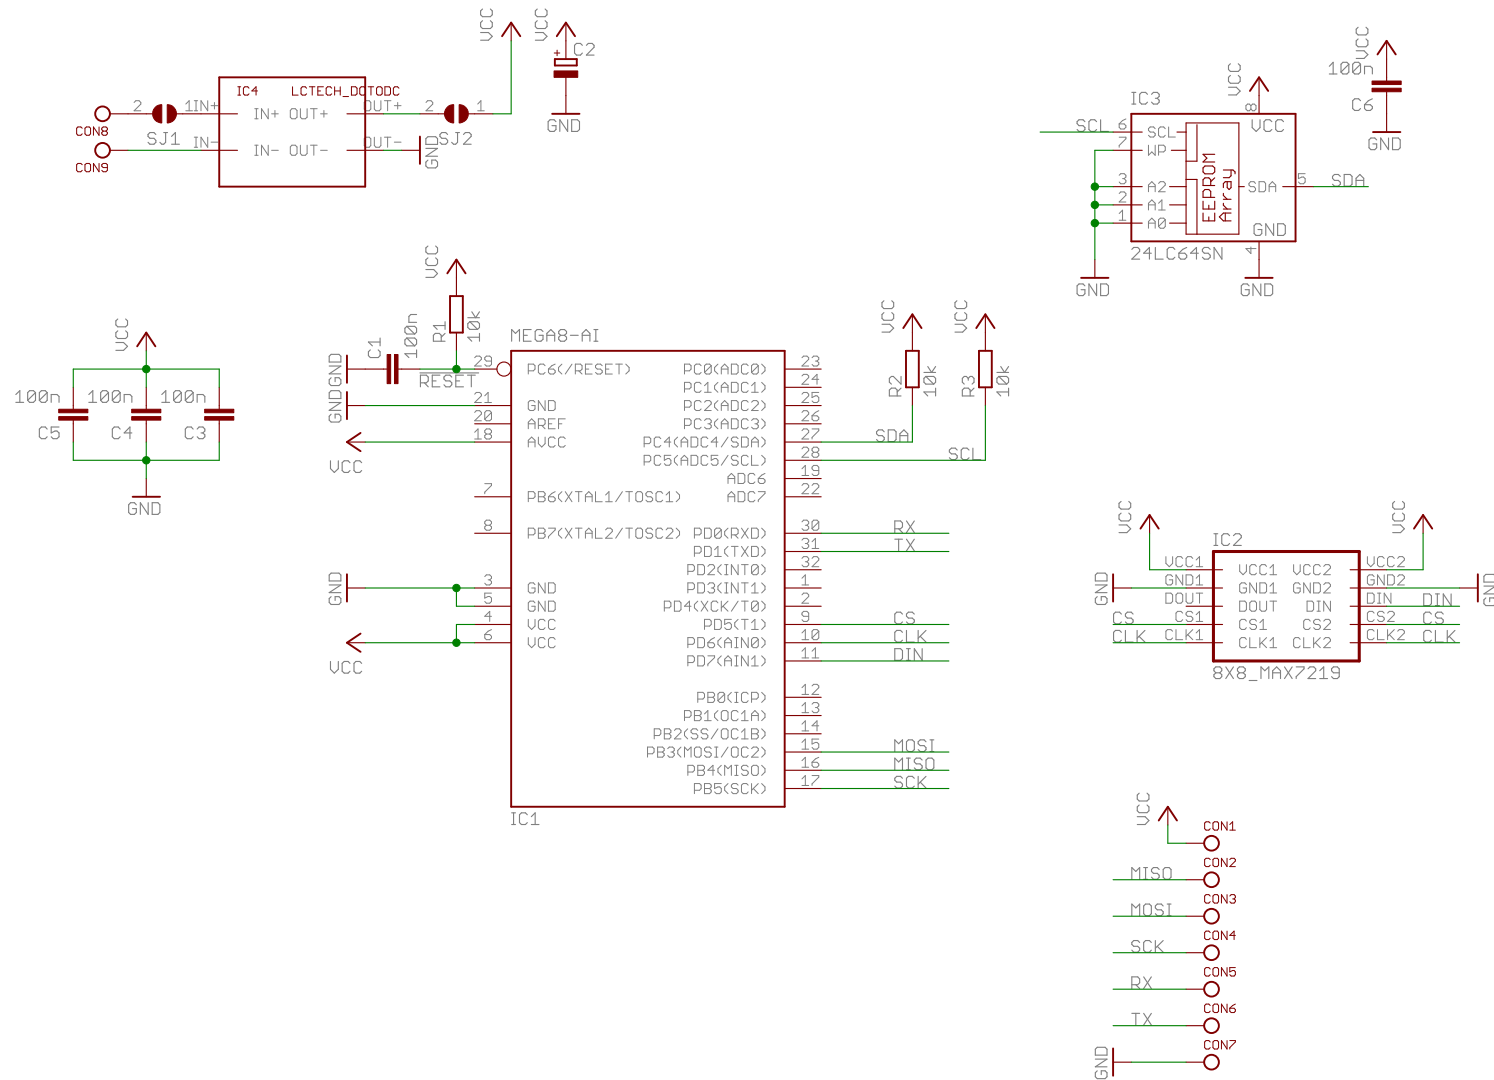 VCC
VCC
+
C2
IC4 LCTECH_DCTODC
2 1 IN+ IN+ OUT+ OUT+ 2 1
CON8
SJ1
SJ2
IN- IN- OUT- OUT-
CON9
GND
GND
VCC
100n
C6
GND
IC3
VCC
8
VCC
SCL 6 SCL
7 WP
3 A2
2 A1
1 A0
EEPROM
Array
SDA 5 SDA
GND
4
24LC64SN
GND
GND
VCC
100n 100n 100n
C5 C4 C3
GND
VCC
R1
10k
C1
100n
GND
RESET
MEGA8-AI
29 PC6(/RESET)
GND
21 GND
20 AREF
18 AVCC
VCC
7 PB6(XTAL1/TOSC1)
8 PB7(XTAL2/TOSC2)
GND
3 GND
5 GND
4 VCC
6 VCC
VCC
PC0(ADC0) 23
PC1(ADC1) 24
PC2(ADC2) 25
PC3(ADC3) 26
PC4(ADC4/SDA) 27 SDA
PC5(ADC5/SCL) 28 SCL
ADC6 19
ADC7 22
PD0(RXD) 30 RX
PD1(TXD) 31 TX
PD2(INT0) 32
PD3(INT1) 1
PD4(XCK/T0) 2
PD5(T1) 9 CS
PD6(AIN0) 10 CLK
PD7(AIN1) 11 DIN
PB0(ICP) 12
PB1(OC1A) 13
PB2(SS/OC1B) 14
PB3(MOSI/OC2) 15 MOSI
PB4(MISO) 16 MISO
PB5(SCK) 17 SCK
IC1
VCC
R2
10k
VCC
R3
10k
VCC
VCC
IC2
VCC1 VCC1 VCC2 VCC2
GND GND1 GND1 GND2 GND2 GND
DOUT DOUT DIN DIN DIN
CS CS1 CS1 CS2 CS2 CS
CLK CLK1 CLK1 CLK2 CLK2 CLK
8X8_MAX7219
VCC
CON1
MISO CON2
MOSI CON3
SCK CON4
RX CON5
TX CON6
GND CON7